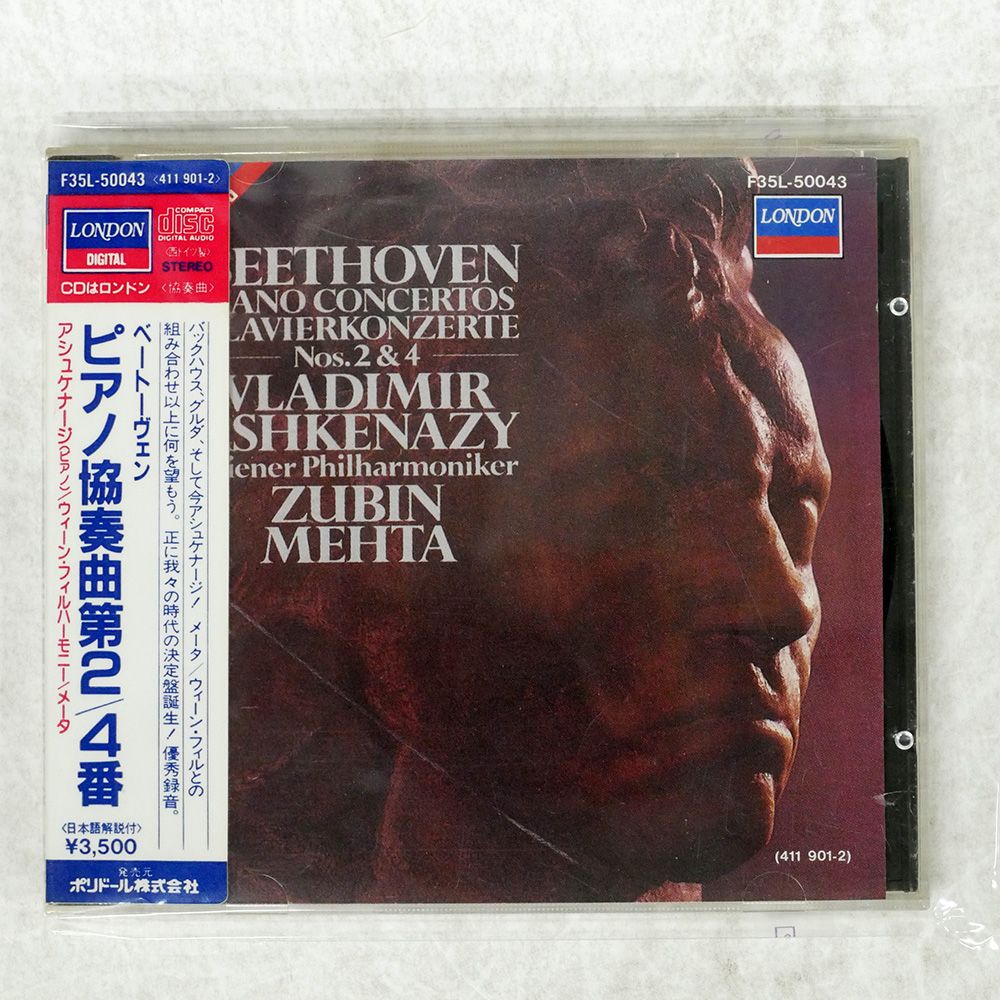 F35L-50043 〈411 901-2〉
LONDON
DIGITAL
COMPACT
disc
DIGITAL AUDIO
〈西ドイツ製〉
STEREO
CDはロンドン 〈協奏曲〉
ベートーヴェン
ピアノ協奏曲第2/4番
アシュケナージ(ピアノ)/ウィーン・フィルハーモニー/メータ
バックハウス、グルダ、そして今アシュケナージ! メータ/ウィーン・フィルとの
組み合わせ以上に何を望もう。正に我々の時代の決定盤誕生! 優秀録音。
〈日本語解説付〉
¥3,500
発売元
ポリドール株式会社
F35L-50043
LONDON
EETHOVEN
ANO CONCERTOS
LAVIERKONZERTE
Nos. 2 & 4
VLADIMIR
SHKENAZY
iener Philharmoniker
ZUBIN
MEHTA
(411 901-2)